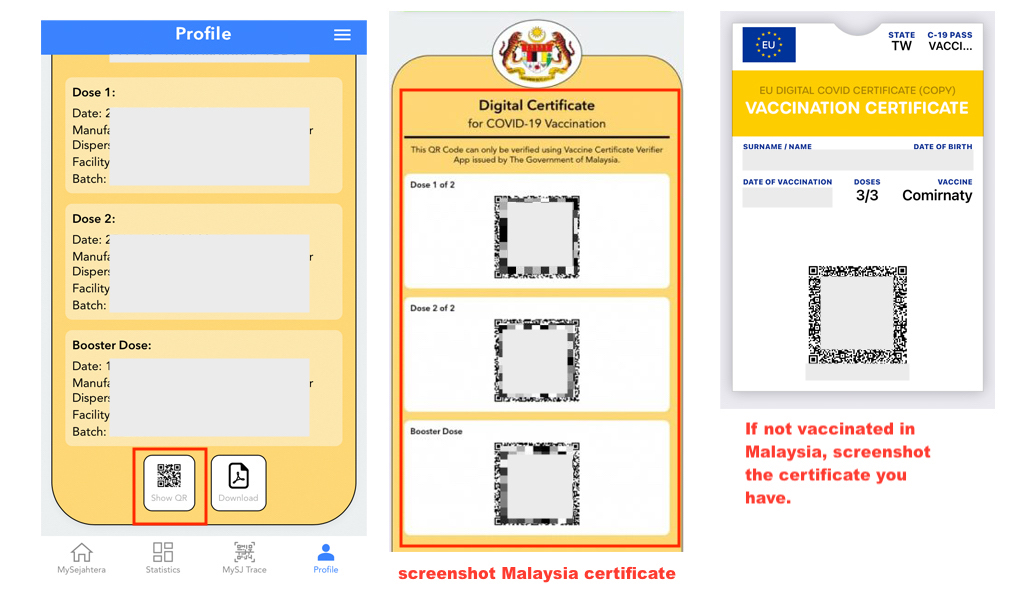 Profile
Dose 1:
Date: 2
Manufa r
Dispers
Facility
Batch:
Dose 2:
Date: 2
Manufa r
Dispers
Facility
Batch:
Booster Dose:
Date: 1
Manufa r
Dispers
Facility
Batch:
Show QR
Download
MySejahtera
Statistics
MySJ Trace
Profile
Digital Certificate
for COVID-19 Vaccination
This QR Code can only be verified using Vaccine Certificate Verifier
App issued by The Government of Malaysia.
Dose 1 of 2
Dose 2 of 2
Booster Dose
screenshot Malaysia certificate
EU
STATE C-19 PASS
TW VACCI...
EU DIGITAL COVID CERTIFICATE (COPY)
VACCINATION CERTIFICATE
SURNAME / NAME DATE OF BIRTH
DATE OF VACCINATION DOSES VACCINE
3/3 Comirnaty
If not vaccinated in
Malaysia, screenshot
the certificate you
have.